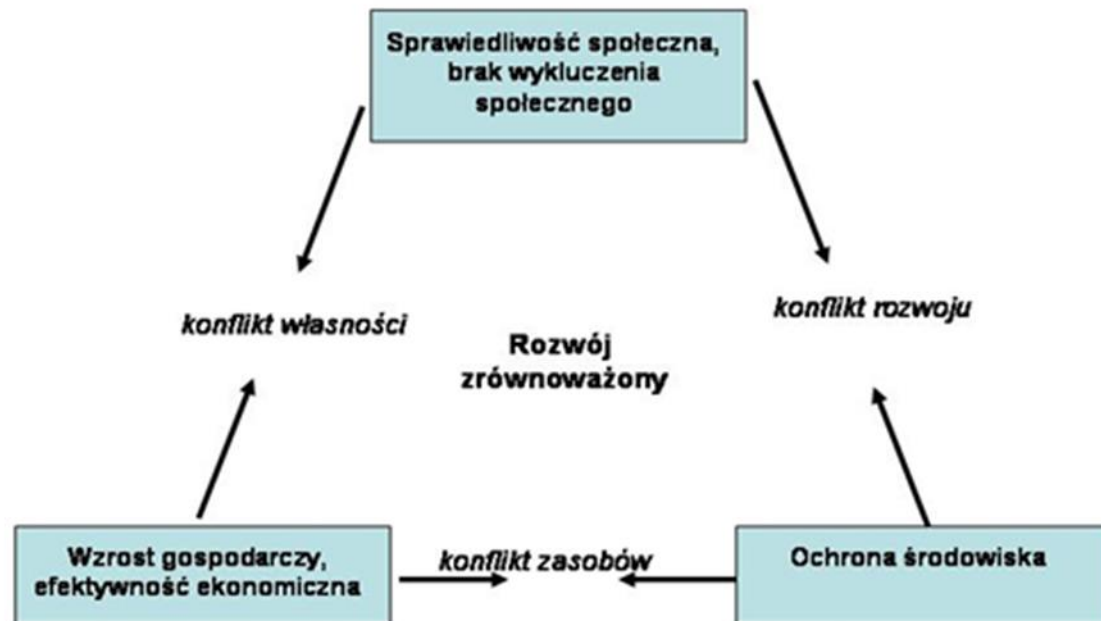 Sprawiedliwość społeczna,
brak wykluczenia
społecznego
konflikt własności
konflikt rozwoju
Rozwój
zrównoważony
Wzrost gospodarczy,
efektywność ekonomiczna
konflikt zasobów
Ochrona środowiska